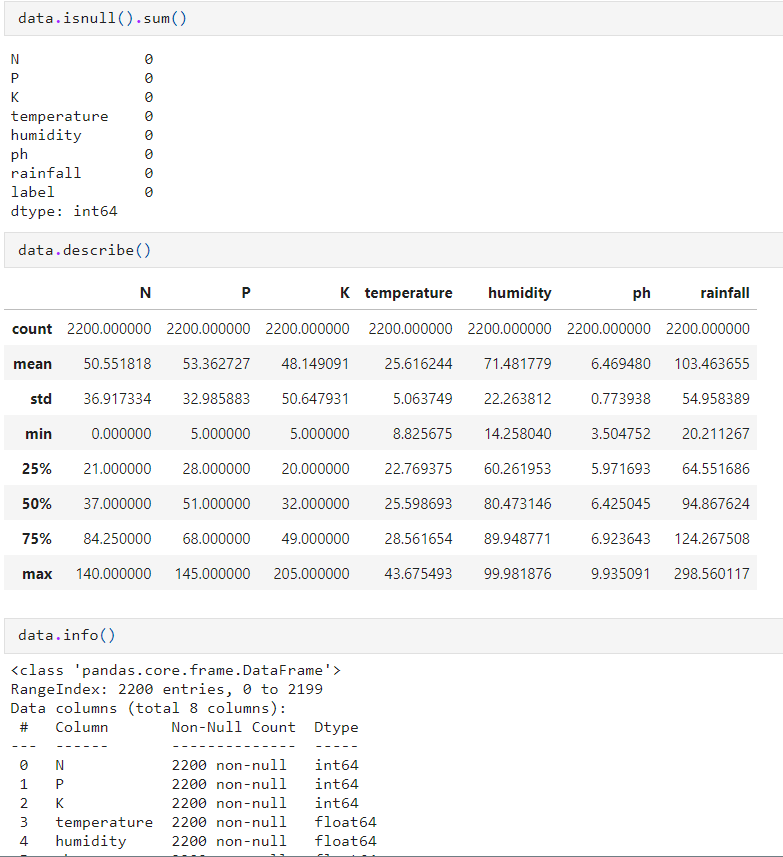 data.isnull().sum()
N 0
P 0
K 0
temperature 0
humidity 0
ph 0
rainfall 0
label 0
dtype: int64
data.describe()
N P K temperature humidity ph rainfall
count 2200.000000 2200.000000 2200.000000 2200.000000 2200.000000 2200.000000 2200.000000
mean 50.551818 53.362727 48.149091 25.616244 71.481779 6.469480 103.463655
std 36.917334 32.985883 50.647931 5.063749 22.263812 0.773938 54.958389
min 0.000000 5.000000 5.000000 8.825675 14.258040 3.504752 20.211267
25% 21.000000 28.000000 20.000000 22.769375 60.261953 5.971693 64.551686
50% 37.000000 51.000000 32.000000 25.598693 80.473146 6.425045 94.867624
75% 84.250000 68.000000 49.000000 28.561654 89.948771 6.923643 124.267508
max 140.000000 145.000000 205.000000 43.675493 99.981876 9.935091 298.560117
data.info()
<class 'pandas.core.frame.DataFrame'>
RangeIndex: 2200 entries, 0 to 2199
Data columns (total 8 columns):
# Column Non-Null Count Dtype
--- ------ -------------- -----
0 N 2200 non-null int64
1 P 2200 non-null int64
2 K 2200 non-null int64
3 temperature 2200 non-null float64
4 humidity 2200 non-null float64